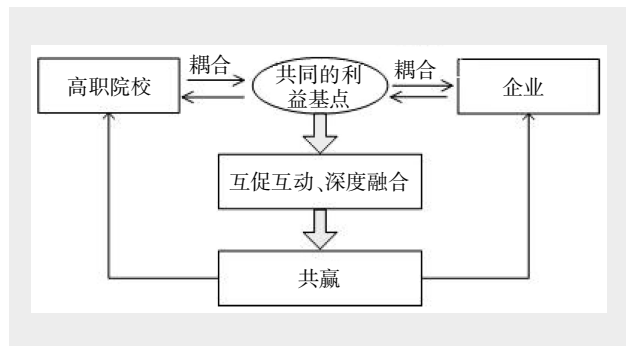 高职院校
耦合
共同的利
益基点
耦合
企业
互促互动、深度融合
共赢